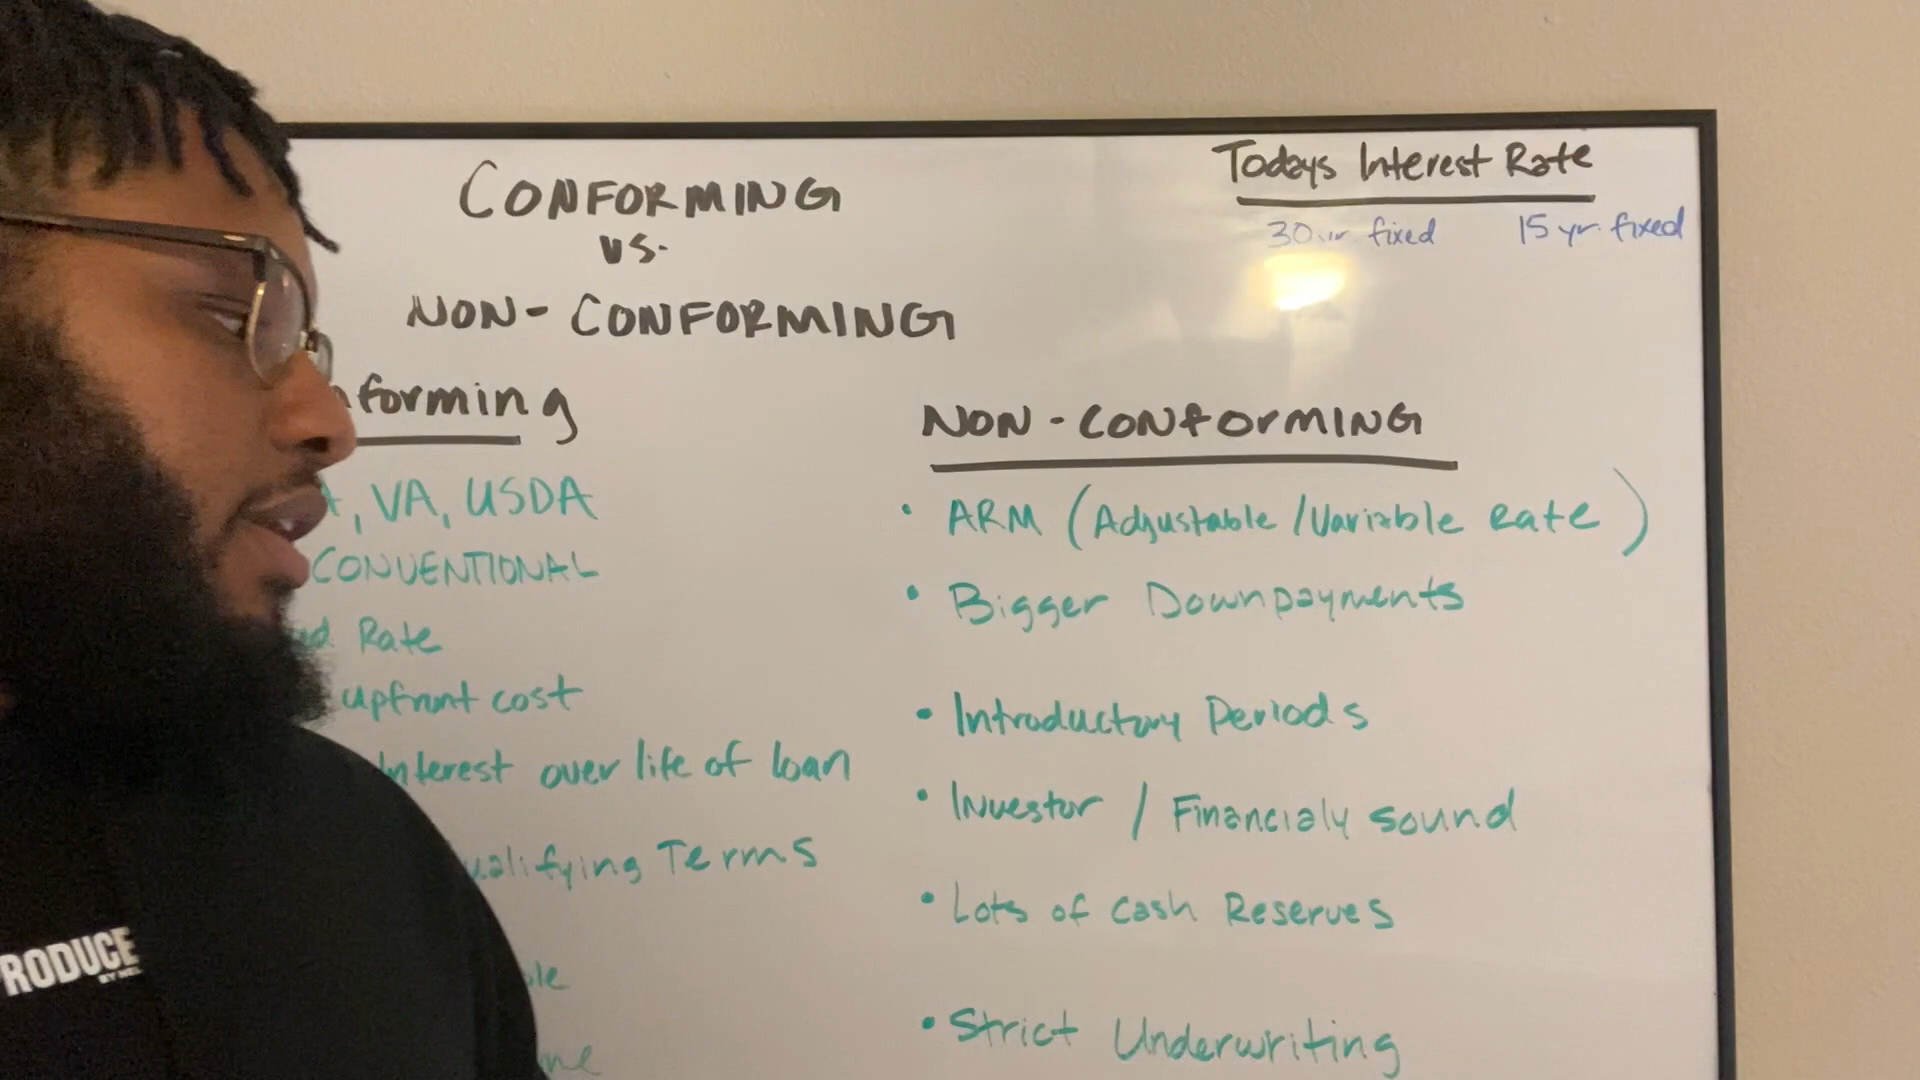 CONFORMING
vs.
NON-CONFORMING
Todays Interest Rate
30 yr fixed 15 yr. fixed
nforming
, VA, USDA
CONVENTIONAL
Rate
upfront cost
Interest over life of loan
ualifying Terms
NON-CONFORMING
• ARM (Adjustable/Variable Rate)
• Bigger Downpayments
• Introductory Periods
• Investor / Financialy sound
• Lots of Cash Reserves
• Strict Underwriting
RODUCE